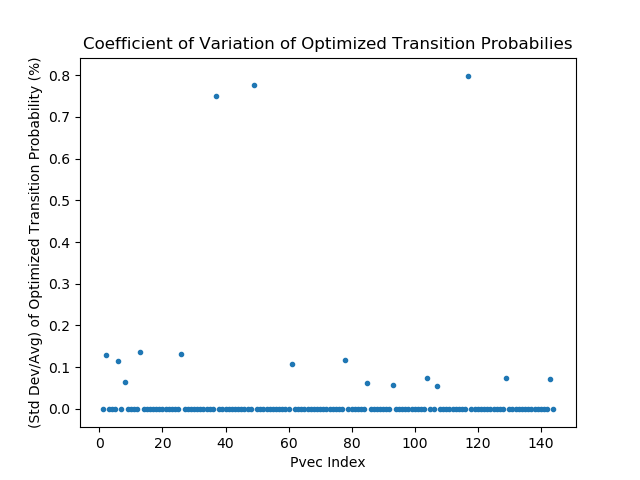 Coefficient of Variation of Optimized Transition Probabilies
(Std Dev/Avg) of Optimized Transition Probability (%)
0.8
0.7
0.6
0.5
0.4
0.3
0.2
0.1
0.0
0 20 40 60 80 100 120 140
Pvec Index